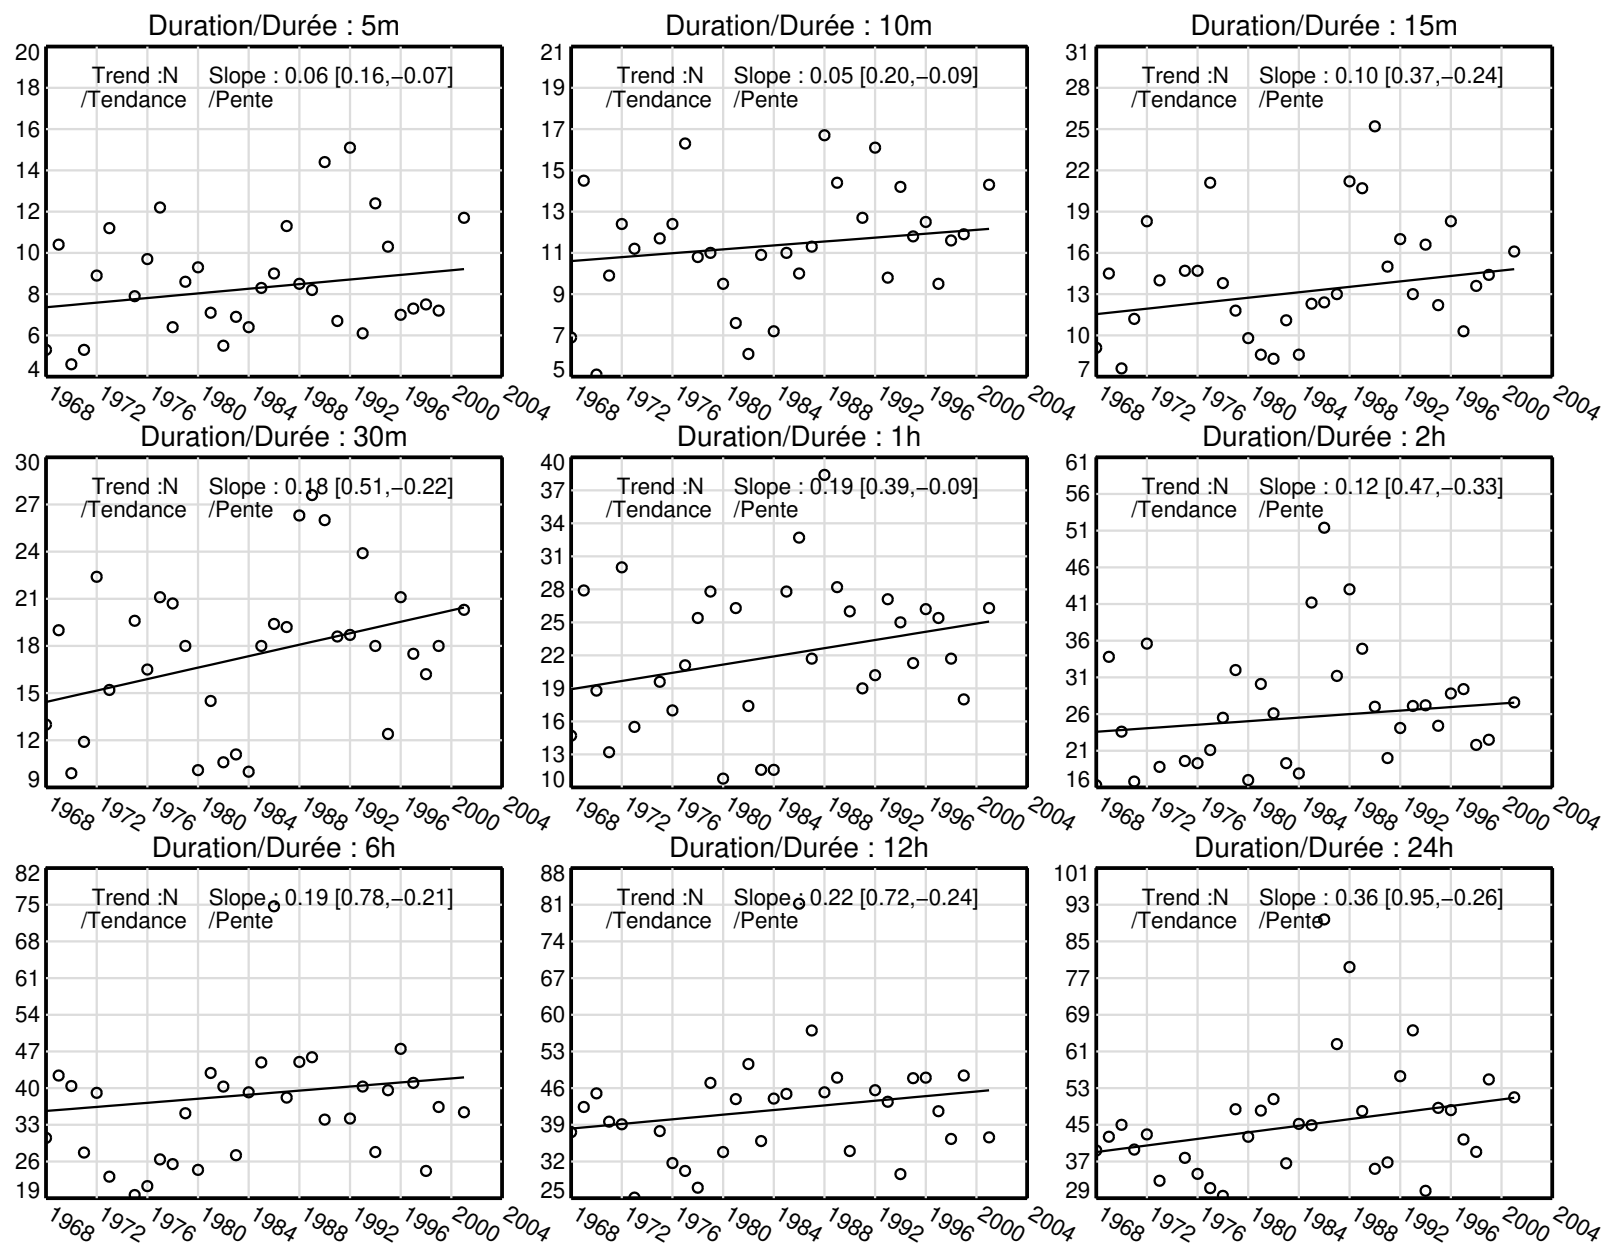 Duration/Durée : 5m
Trend :N Slope : 0.06 [0.16,−0.07]
/Tendance /Pente
20
18
16
14
12
10
8
6
4
1968 1972 1976 1980 1984 1988 1992 1996 2000 2004
Duration/Durée : 10m
Trend :N Slope : 0.05 [0.20,−0.09]
/Tendance /Pente
21
19
17
15
13
11
9
7
5
1968 1972 1976 1980 1984 1988 1992 1996 2000 2004
Duration/Durée : 15m
Trend :N Slope : 0.10 [0.37,−0.24]
/Tendance /Pente
31
28
25
22
19
16
13
10
7
1968 1972 1976 1980 1984 1988 1992 1996 2000 2004
Duration/Durée : 30m
Trend :N Slope : 0.18 [0.51,−0.22]
/Tendance /Pente
30
27
24
21
18
15
12
9
1968 1972 1976 1980 1984 1988 1992 1996 2000 2004
Duration/Durée : 1h
Trend :N Slope : 0.19 [0.39,−0.09]
/Tendance /Pente
40
37
34
31
28
25
22
19
16
13
10
1968 1972 1976 1980 1984 1988 1992 1996 2000 2004
Duration/Durée : 2h
Trend :N Slope : 0.12 [0.47,−0.33]
/Tendance /Pente
61
56
51
46
41
36
31
26
21
16
1968 1972 1976 1980 1984 1988 1992 1996 2000 2004
Duration/Durée : 6h
Trend :N Slope : 0.19 [0.78,−0.21]
/Tendance /Pente
82
75
68
61
54
47
40
33
26
19
1968 1972 1976 1980 1984 1988 1992 1996 2000 2004
Duration/Durée : 12h
Trend :N Slope : 0.22 [0.72,−0.24]
/Tendance /Pente
88
81
74
67
60
53
46
39
32
25
1968 1972 1976 1980 1984 1988 1992 1996 2000 2004
Duration/Durée : 24h
Trend :N Slope : 0.36 [0.95,−0.26]
/Tendance /Pente
101
93
85
77
69
61
53
45
37
29
1968 1972 1976 1980 1984 1988 1992 1996 2000 2004